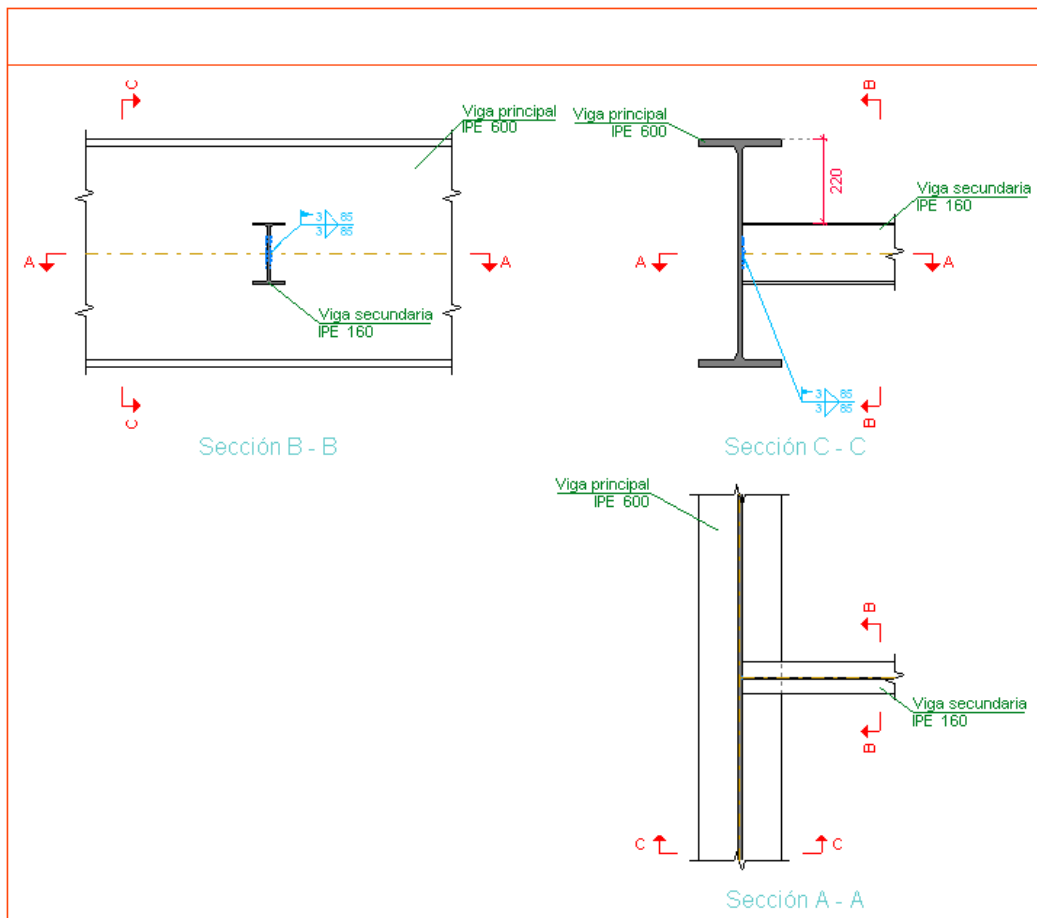 C
B
Viga principal
IPE 600
Viga principal
IPE 600
220
Viga secundaria
IPE 160
3 85
3 85
A
A
A
A
Viga secundaria
IPE 160
3 85
3 85
C
B
Sección B - B
Sección C - C
Viga principal
IPE 600
B
Viga secundaria
IPE 160
B
C
C
Sección A - A